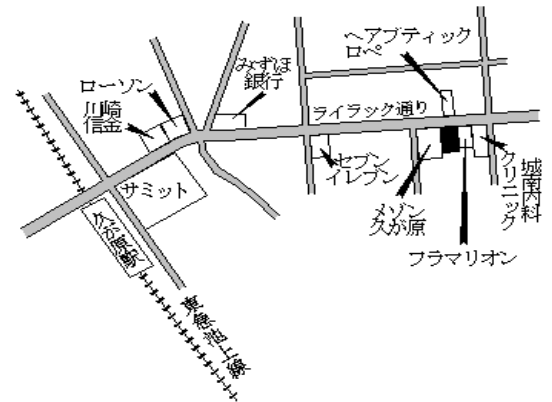 ヘアブティック
ロペ
みずほ
銀行
ローソン
川崎
信金
ライラック通り
サミット
セブン
イレブン
メゾン
久が原
城南内科
クリニック
フラマリオン
久が原駅
東急池上線